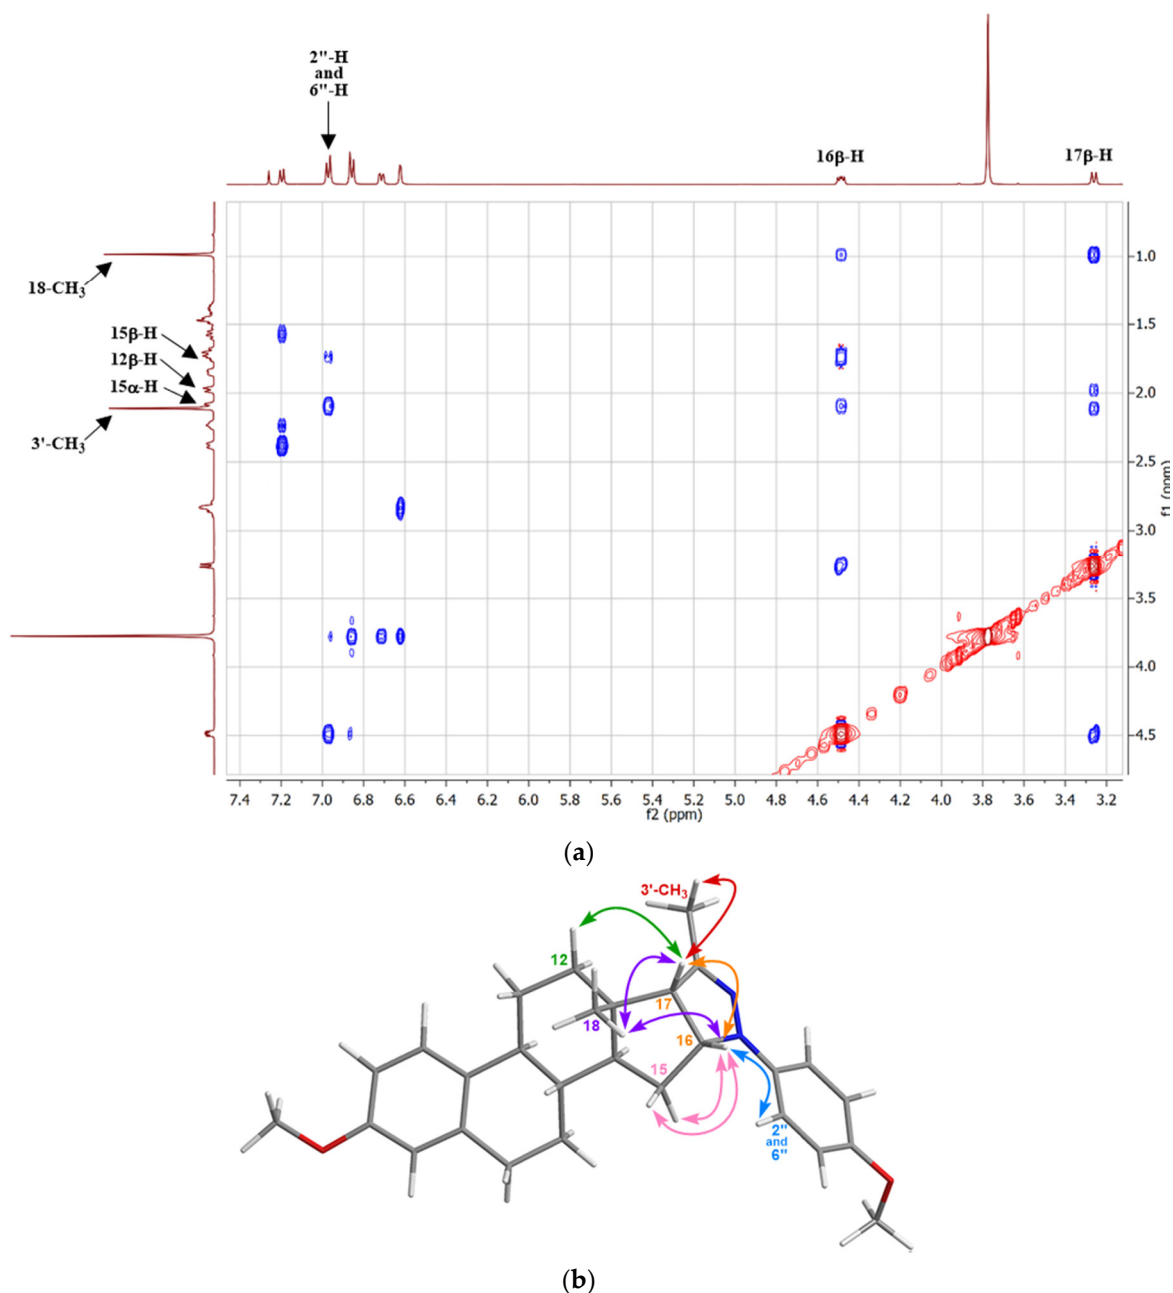 2"-H
and
6"-H
16β-H
17β-H
18-CH3
15β-H
12β-H
15α-H
3'-CH3
1.0
1.5
2.0
2.5
3.0
3.5
4.0
4.5
f1 (ppm)
7.4 7.2 7.0 6.8 6.6 6.4 6.2 6.0 5.8 5.6 5.4 5.2 5.0 4.8 4.6 4.4 4.2 4.0 3.8 3.6 3.4 3.2
f2 (ppm)
(a)
3'-CH3
12
17
18
16
15
2"
and
6"
(b)